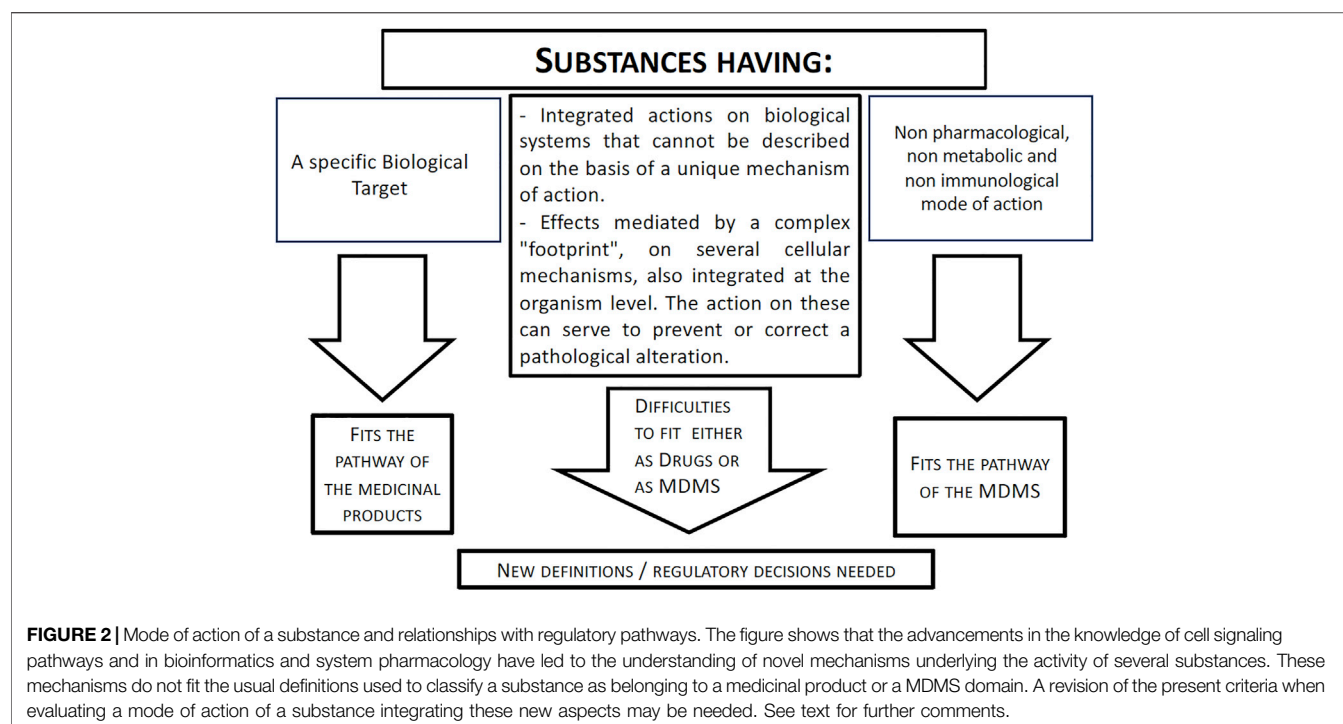 SUBSTANCES HAVING:
A specific Biological
Target
- Integrated actions on biological
systems that cannot be described
on the basis of a unique mechanism
of action.
- Effects mediated by a complex
"footprint", on several cellular
mechanisms, also integrated at the
organism level. The action on these
can serve to prevent or correct a
pathological alteration.
Non pharmacological,
non metabolic and
non immunological
mode of action
FITS THE
PATHWAY OF
THE MEDICINAL
PRODUCTS
DIFFICULTIES
TO FIT EITHER
AS DRUGS OR
AS MDMS
FITS THE PATHWAY
OF THE MDMS
NEW DEFINITIONS / REGULATORY DECISIONS NEEDED
FIGURE 2 | Mode of action of a substance and relationships with regulatory pathways. The figure shows that the advancements in the knowledge of cell signaling
pathways and in bioinformatics and system pharmacology have led to the understanding of novel mechanisms underlying the activity of several substances. These
mechanisms do not fit the usual definitions used to classify a substance as belonging to a medicinal product or a MDMS domain. A revision of the present criteria when
evaluating a mode of action of a substance integrating these new aspects may be needed. See text for further comments.